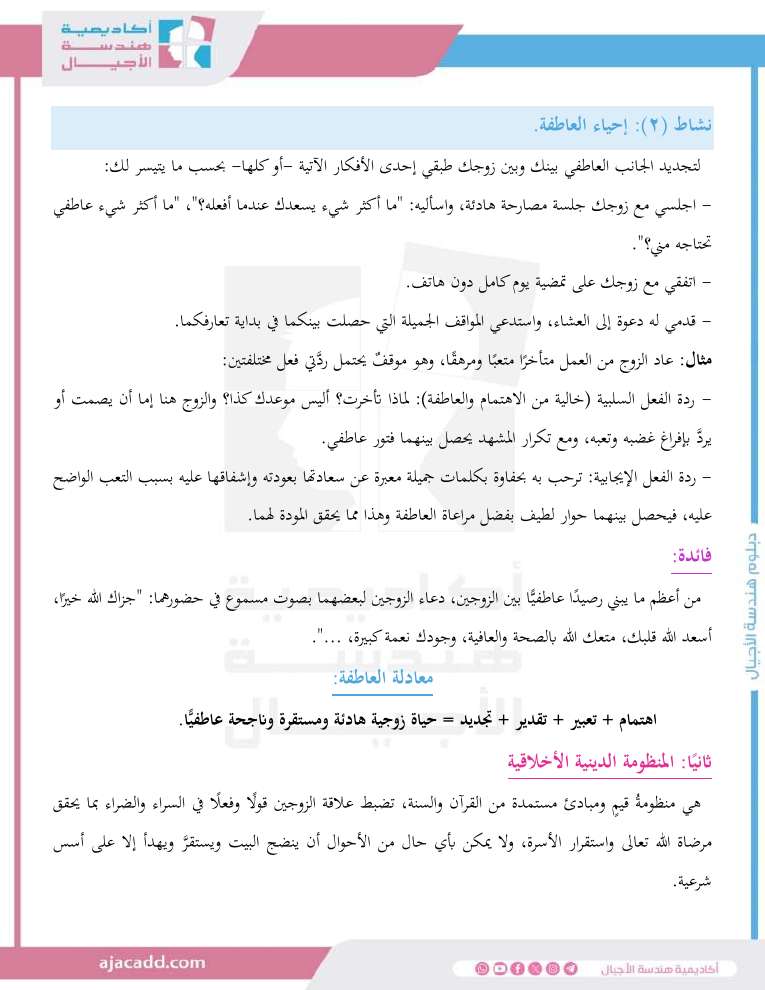 أكاديمية
هندسة
الأجيال
نشاط (٢): إحياء العاطفة.
لتجديد الجانب العاطفي بينك وبين زوجك طبقي إحدى الأفكار الآتية –أو كلها– بحسب ما يتيسر لك:
– اجلسي مع زوجك جلسة مصارحة هادئة، واسأليه: "ما أكثر شيء يسعدك عندما أفعله؟"، "ما أكثر شيء عاطفي
تحتاجه مني؟".
– اتفقي مع زوجك على تمضية يوم كامل دون هاتف.
– قدمي له دعوة إلى العشاء، واستدعي المواقف الجميلة التي حصلت بينكما في بداية تعارفكما.
مثال: عاد الزوج من العمل متأخرًا متعبًا ومرهقًا، وهو موقفٌ يحتمل ردَّتي فعل مختلفتين:
– ردة الفعل السلبية (خالية من الاهتمام والعاطفة): لماذا تأخرت؟ أليس موعدك كذا؟ والزوج هنا إما أن يصمت أو
يردَّ بإفراغ غضبه وتعبه، ومع تكرار المشهد يحصل بينهما فتور عاطفي.
– ردة الفعل الإيجابية: ترحب به بحفاوة بكلمات جميلة معبرة عن سعادتها بعودته وإشفاقها عليه بسبب التعب الواضح
عليه، فيحصل بينهما حوار لطيف بفضل مراعاة العاطفة وهذا مما يحقق المودة لهما.
فائدة:
من أعظم ما يبني رصيدًا عاطفيًّا بين الزوجين، دعاء الزوجين لبعضهما بصوت مسموع في حضورهما: "جزاك الله خيرًا،
أسعد الله قلبك، متعك الله بالصحة والعافية، وجودك نعمة كبيرة، ...".
معادلة العاطفة:
اهتمام + تعبير + تقدير + تجديد = حياة زوجية هادئة ومستقرة وناجحة عاطفيًّا.
ثانيًا: المنظومة الدينية الأخلاقية
هي منظومةُ قيمٍ ومبادئ مستمدة من القرآن والسنة، تضبط علاقة الزوجين قولًا وفعلًا في السراء والضراء بما يحقق
مرضاة الله تعالى واستقرار الأسرة، ولا يمكن بأي حال من الأحوال أن ينضج البيت ويستقرَّ ويهدأ إلا على أسس
شرعية.
دبلوم هندسة الأجيال
أكاديمية
هندسة
الأجيال
ajacadd.com
أكاديمية هندسة الأجيال